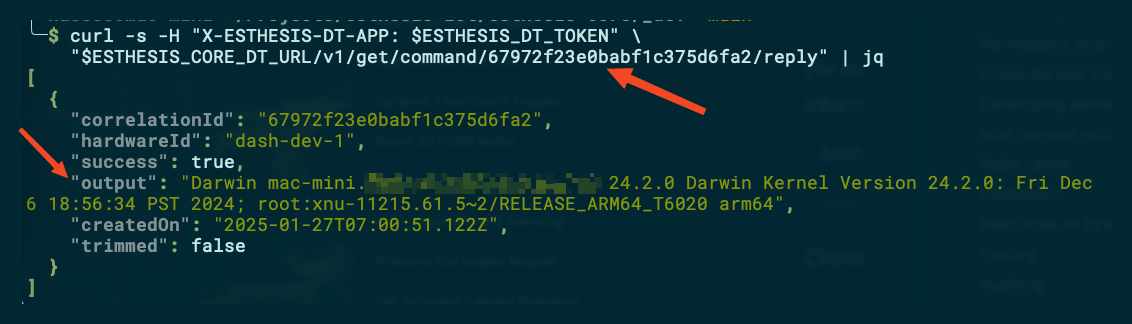 ╰─$ curl -s -H "X-ESTHESIS-DT-APP: $ESTHESIS_DT_TOKEN" \
"$ESTHESIS_CORE_DT_URL/v1/get/command/67972f23e0babf1c375d6fa2/reply" | jq
[
  {
    "correlationId": "67972f23e0babf1c375d6fa2",
    "hardwareId": "dash-dev-1",
    "success": true,
    "output": "Darwin mac-mini. 24.2.0 Darwin Kernel Version 24.2.0: Fri Dec
6 18:56:34 PST 2024; root:xnu-11215.61.5~2/RELEASE_ARM64_T6020 arm64",
    "createdOn": "2025-01-27T07:00:51.122Z",
    "trimmed": false
  }
]